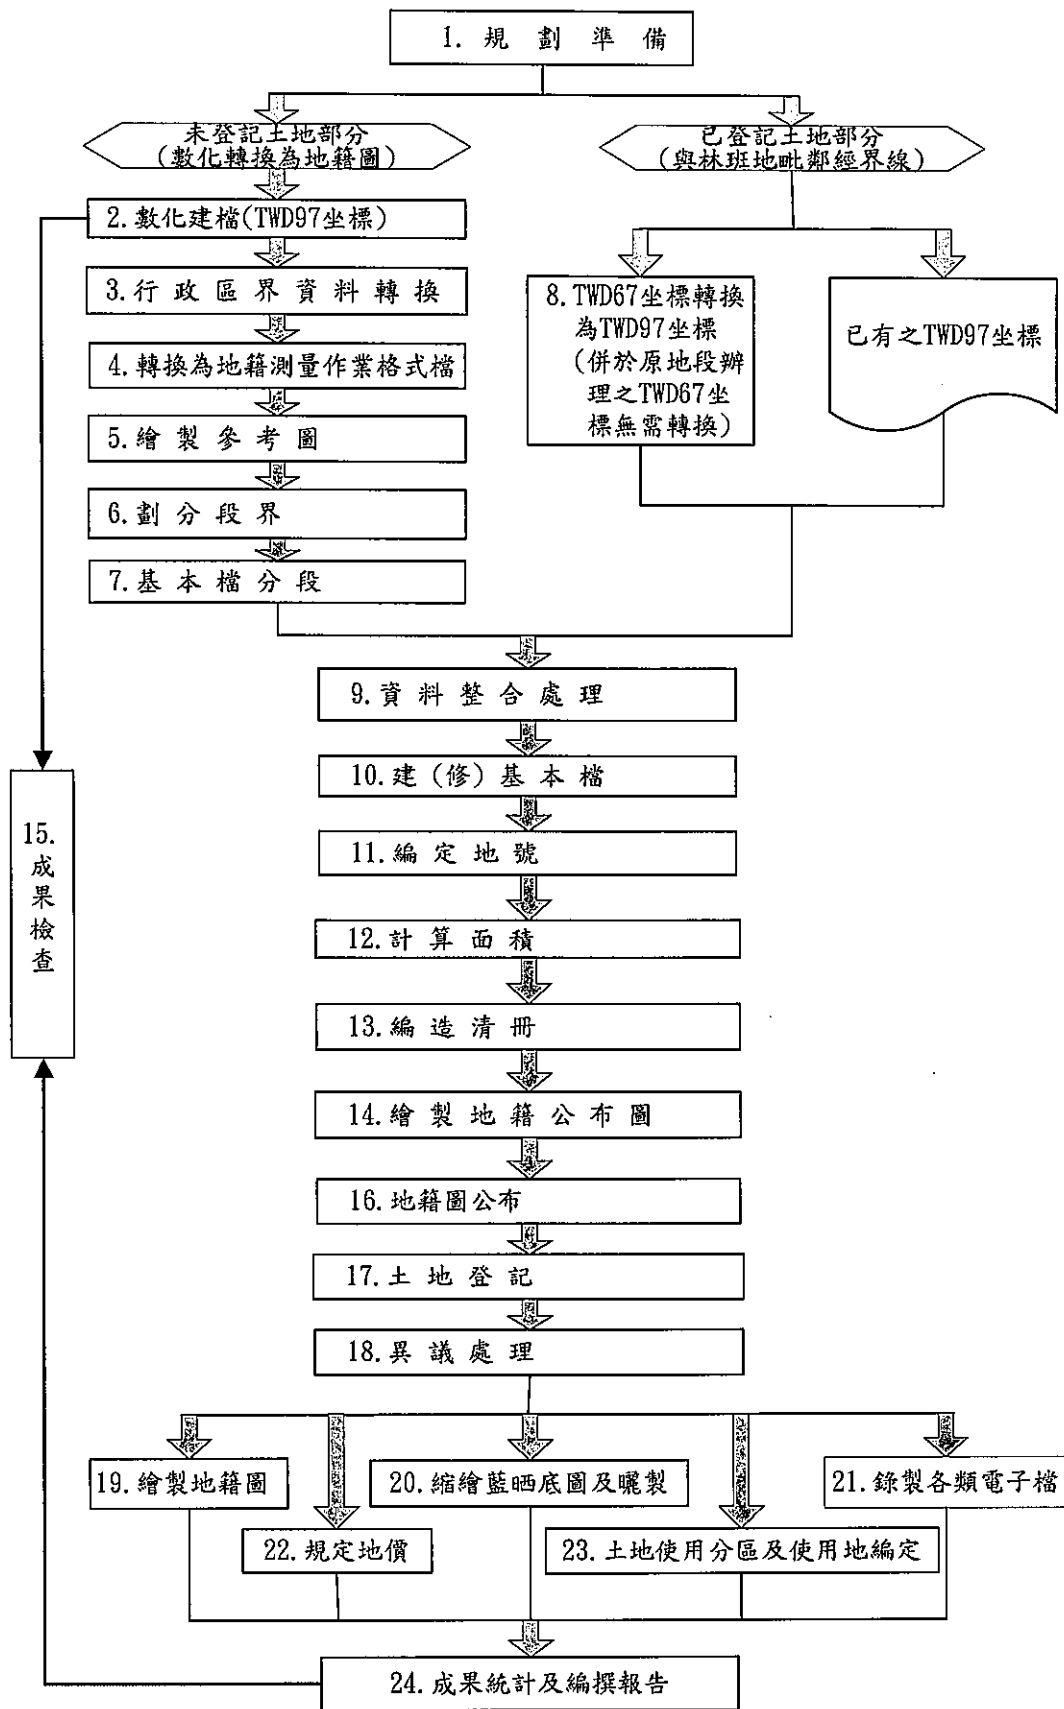 1. 規劃準備
未登記土地部分
(數化轉換為地籍圖)
已登記土地部分
(與林班地毗鄰經界線)
2. 數化建檔(TWD97坐標)
3. 行政區界資料轉換
4. 轉換為地籍測量作業格式檔
5. 繪製參考圖
6. 劃分段界
7. 基本檔分段
8. TWD67坐標轉換
為TWD97坐標
(併於原地段辦
理之TWD67坐
標無需轉換)
已有之TWD97坐標
9. 資料整合處理
10. 建(修)基本檔
11. 編定地號
12. 計算面積
13. 編造清冊
14. 繪製地籍公布圖
15.
成
果
檢
查
16. 地籍圖公布
17. 土地登記
18. 異議處理
19. 繪製地籍圖
20. 縮繪藍晒底圖及曬製
21. 錄製各類電子檔
22. 規定地價
23. 土地使用分區及使用地編定
24. 成果統計及編撰報告